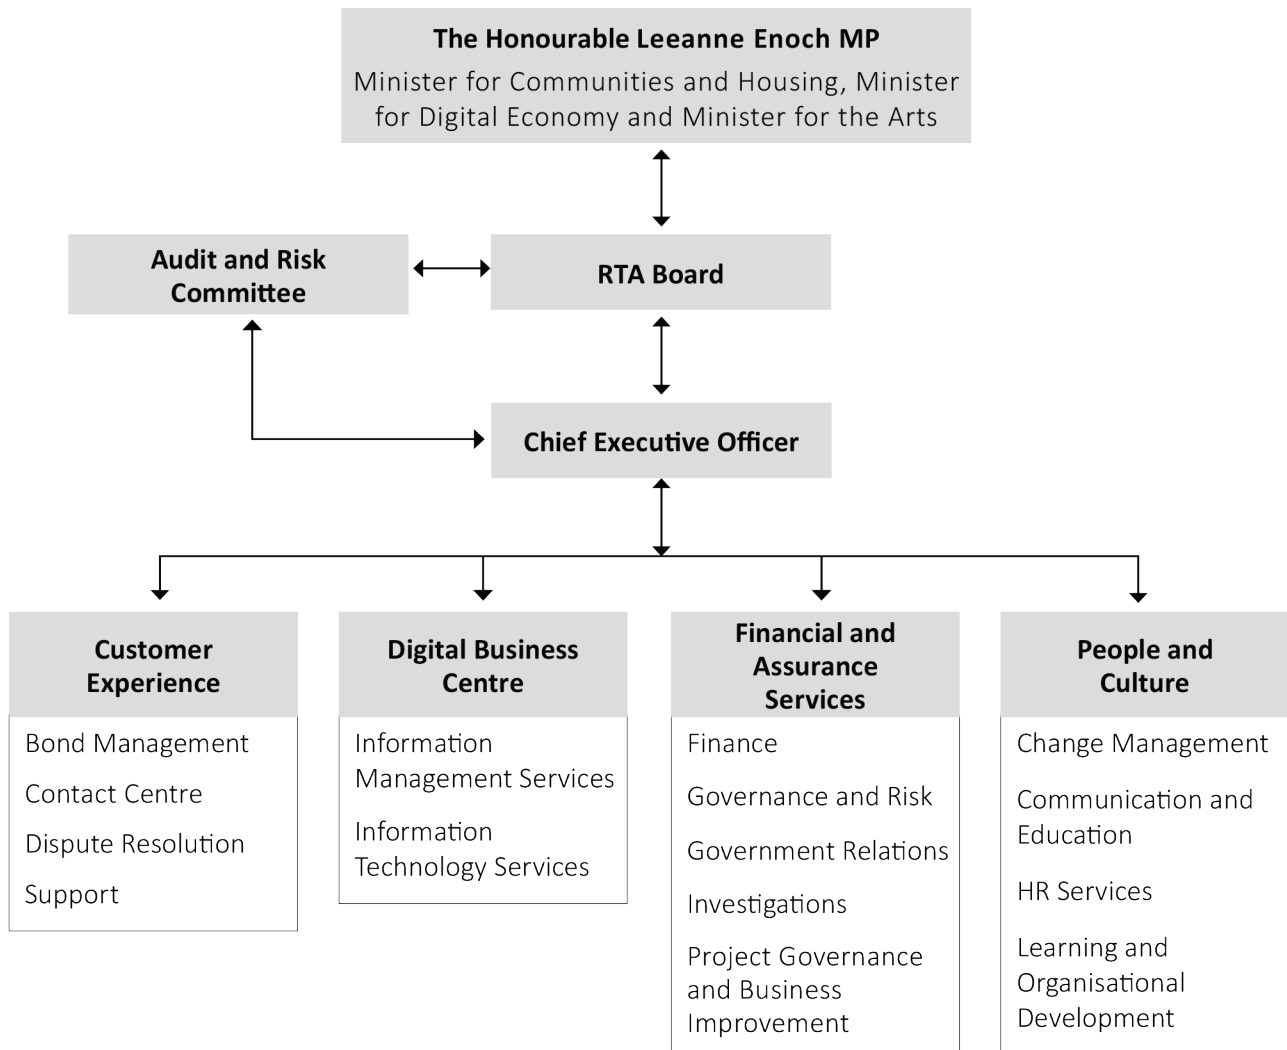 The Honourable Leeanne Enoch MP
Minister for Communities and Housing, Minister
for Digital Economy and Minister for the Arts
Audit and Risk
Committee
RTA Board
Chief Executive Officer
Customer
Experience
Bond Management
Contact Centre
Dispute Resolution
Support
Digital Business
Centre
Information
Management Services
Information
Technology Services
Financial and
Assurance
Services
Finance
Governance and Risk
Government Relations
Investigations
Project Governance
and Business
Improvement
People and
Culture
Change Management
Communication and
Education
HR Services
Learning and
Organisational
Development